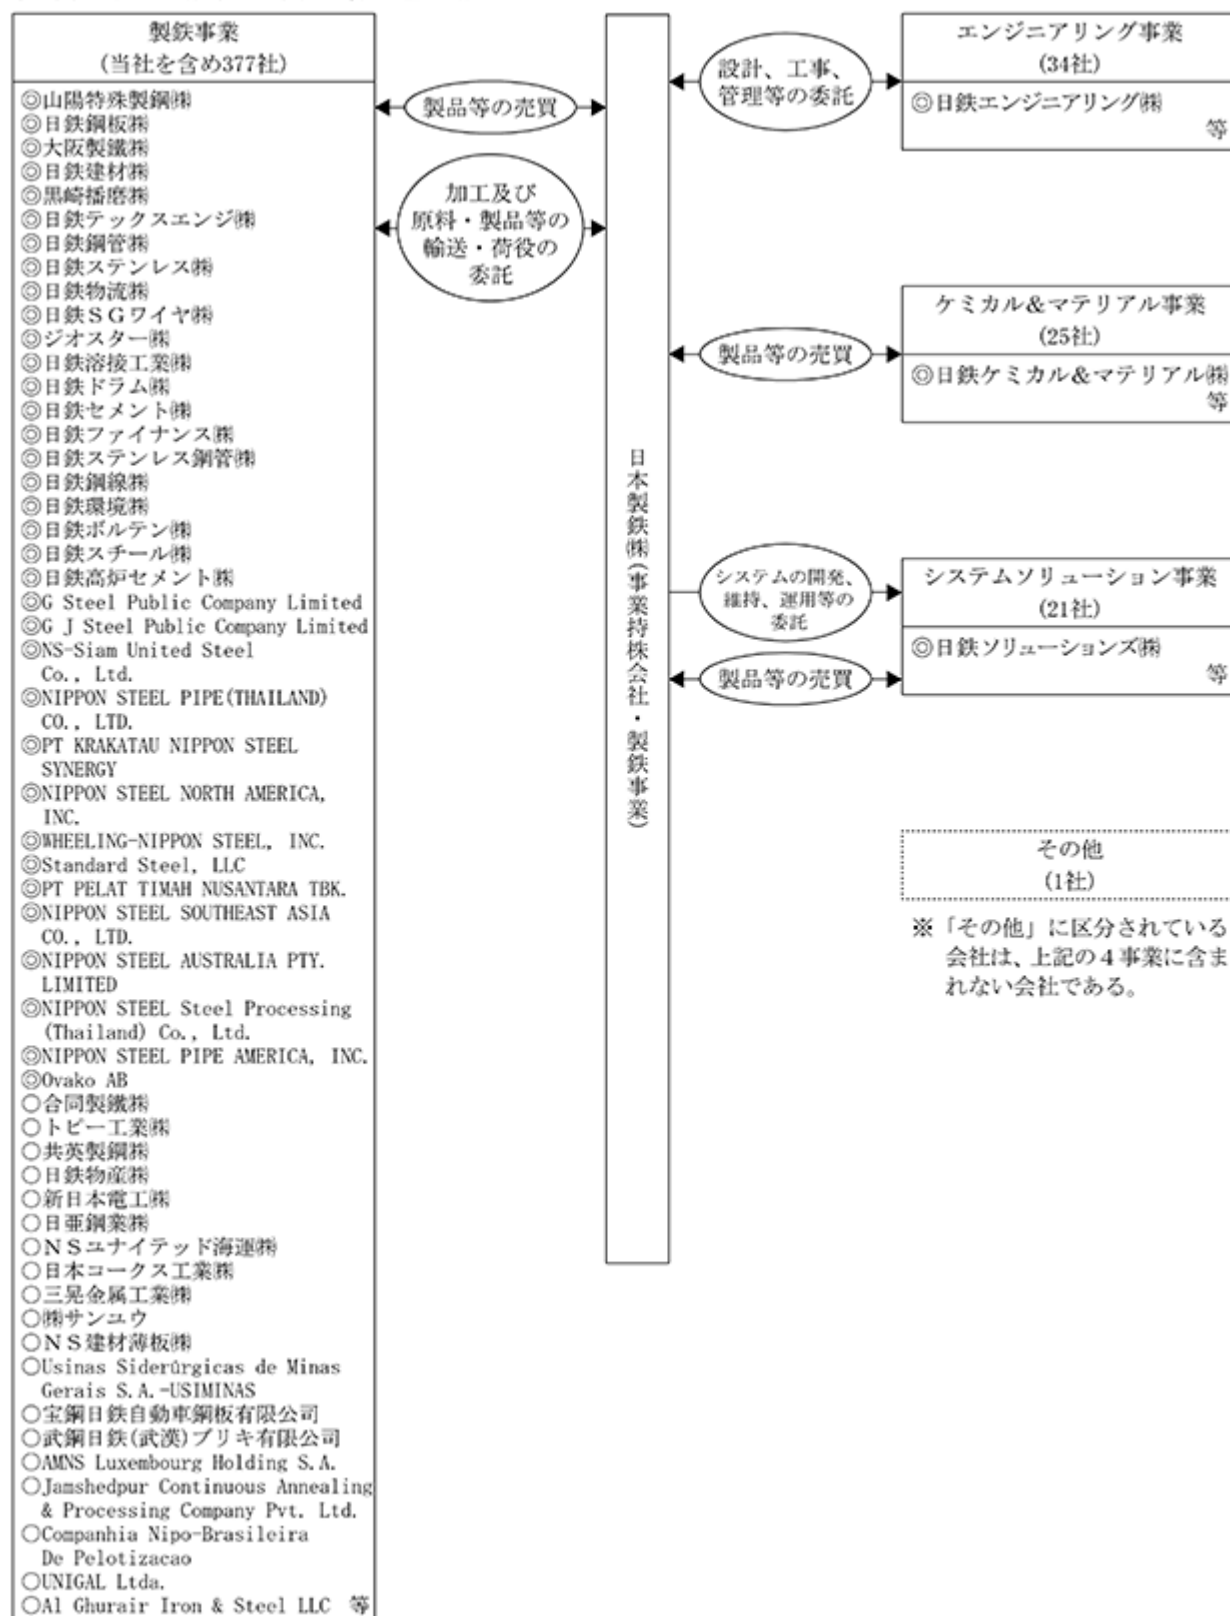 製鉄事業
(当社を含め377社)
◎山陽特殊製鋼㈱
◎日鉄鋼板㈱
◎大阪製鐵㈱
◎日鉄建材㈱
◎黒崎播磨㈱
◎日鉄テックスエンジ㈱
◎日鉄鋼管㈱
◎日鉄ステンレス㈱
◎日鉄物流㈱
◎日鉄SGワイヤ㈱
◎ジオスター㈱
◎日鉄溶接工業㈱
◎日鉄ドラム㈱
◎日鉄セメント㈱
◎日鉄ファイナンス㈱
◎日鉄ステンレス鋼管㈱
◎日鉄鋼線㈱
◎日鉄環境㈱
◎日鉄ボルテン㈱
◎日鉄スチール㈱
◎日鉄高炉セメント㈱
◎G Steel Public Company Limited
◎G J Steel Public Company Limited
◎NS-Siam United Steel
Co., Ltd.
◎NIPPON STEEL PIPE(THAILAND)
CO., LTD.
◎PT KRAKATAU NIPPON STEEL
SYNERGY
◎NIPPON STEEL NORTH AMERICA,
INC.
◎WHEELING-NIPPON STEEL, INC.
◎Standard Steel, LLC
◎PT PELAT TIMAH NUSANTARA TBK.
◎NIPPON STEEL SOUTHEAST ASIA
CO., LTD.
◎NIPPON STEEL AUSTRALIA PTY.
LIMITED
◎NIPPON STEEL Steel Processing
(Thailand) Co., Ltd.
◎NIPPON STEEL PIPE AMERICA, INC.
◎Ovako AB
○合同製鐵㈱
○トピー工業㈱
○共英製鋼㈱
○日鉄物産㈱
○新日本電工㈱
○日亜鋼業㈱
○NSユナイテッド海運㈱
○日本コークス工業㈱
○三晃金属工業㈱
○㈱サンユウ
○NS建材薄板㈱
○Usinas Siderúrgicas de Minas
Gerais S.A.-USIMINAS
○宝鋼日鉄自動車鋼板有限公司
○武鋼日鉄(武漢)ブリキ有限公司
○AMNS Luxembourg Holding S.A.
○Jamshedpur Continuous Annealing
& Processing Company Pvt. Ltd.
○Companhia Nipo-Brasileira
De Pelotizacao
○UNIGAL Ltda.
○Al Ghurair Iron & Steel LLC 等
製品等の売買
加工及び
原料・製品等の
輸送・荷役の
委託
日本製鉄㈱(事業持株会社・製鉄事業)
設計、工事、
管理等の委託
製品等の売買
システムの開発、
維持、運用等の
委託
製品等の売買
エンジニアリング事業
(34社)
◎日鉄エンジニアリング㈱
等
ケミカル&マテリアル事業
(25社)
◎日鉄ケミカル&マテリアル㈱
等
システムソリューション事業
(21社)
◎日鉄ソリューションズ㈱
等
その他
(1社)
※「その他」に区分されている
会社は、上記の4事業に含ま
れない会社である。